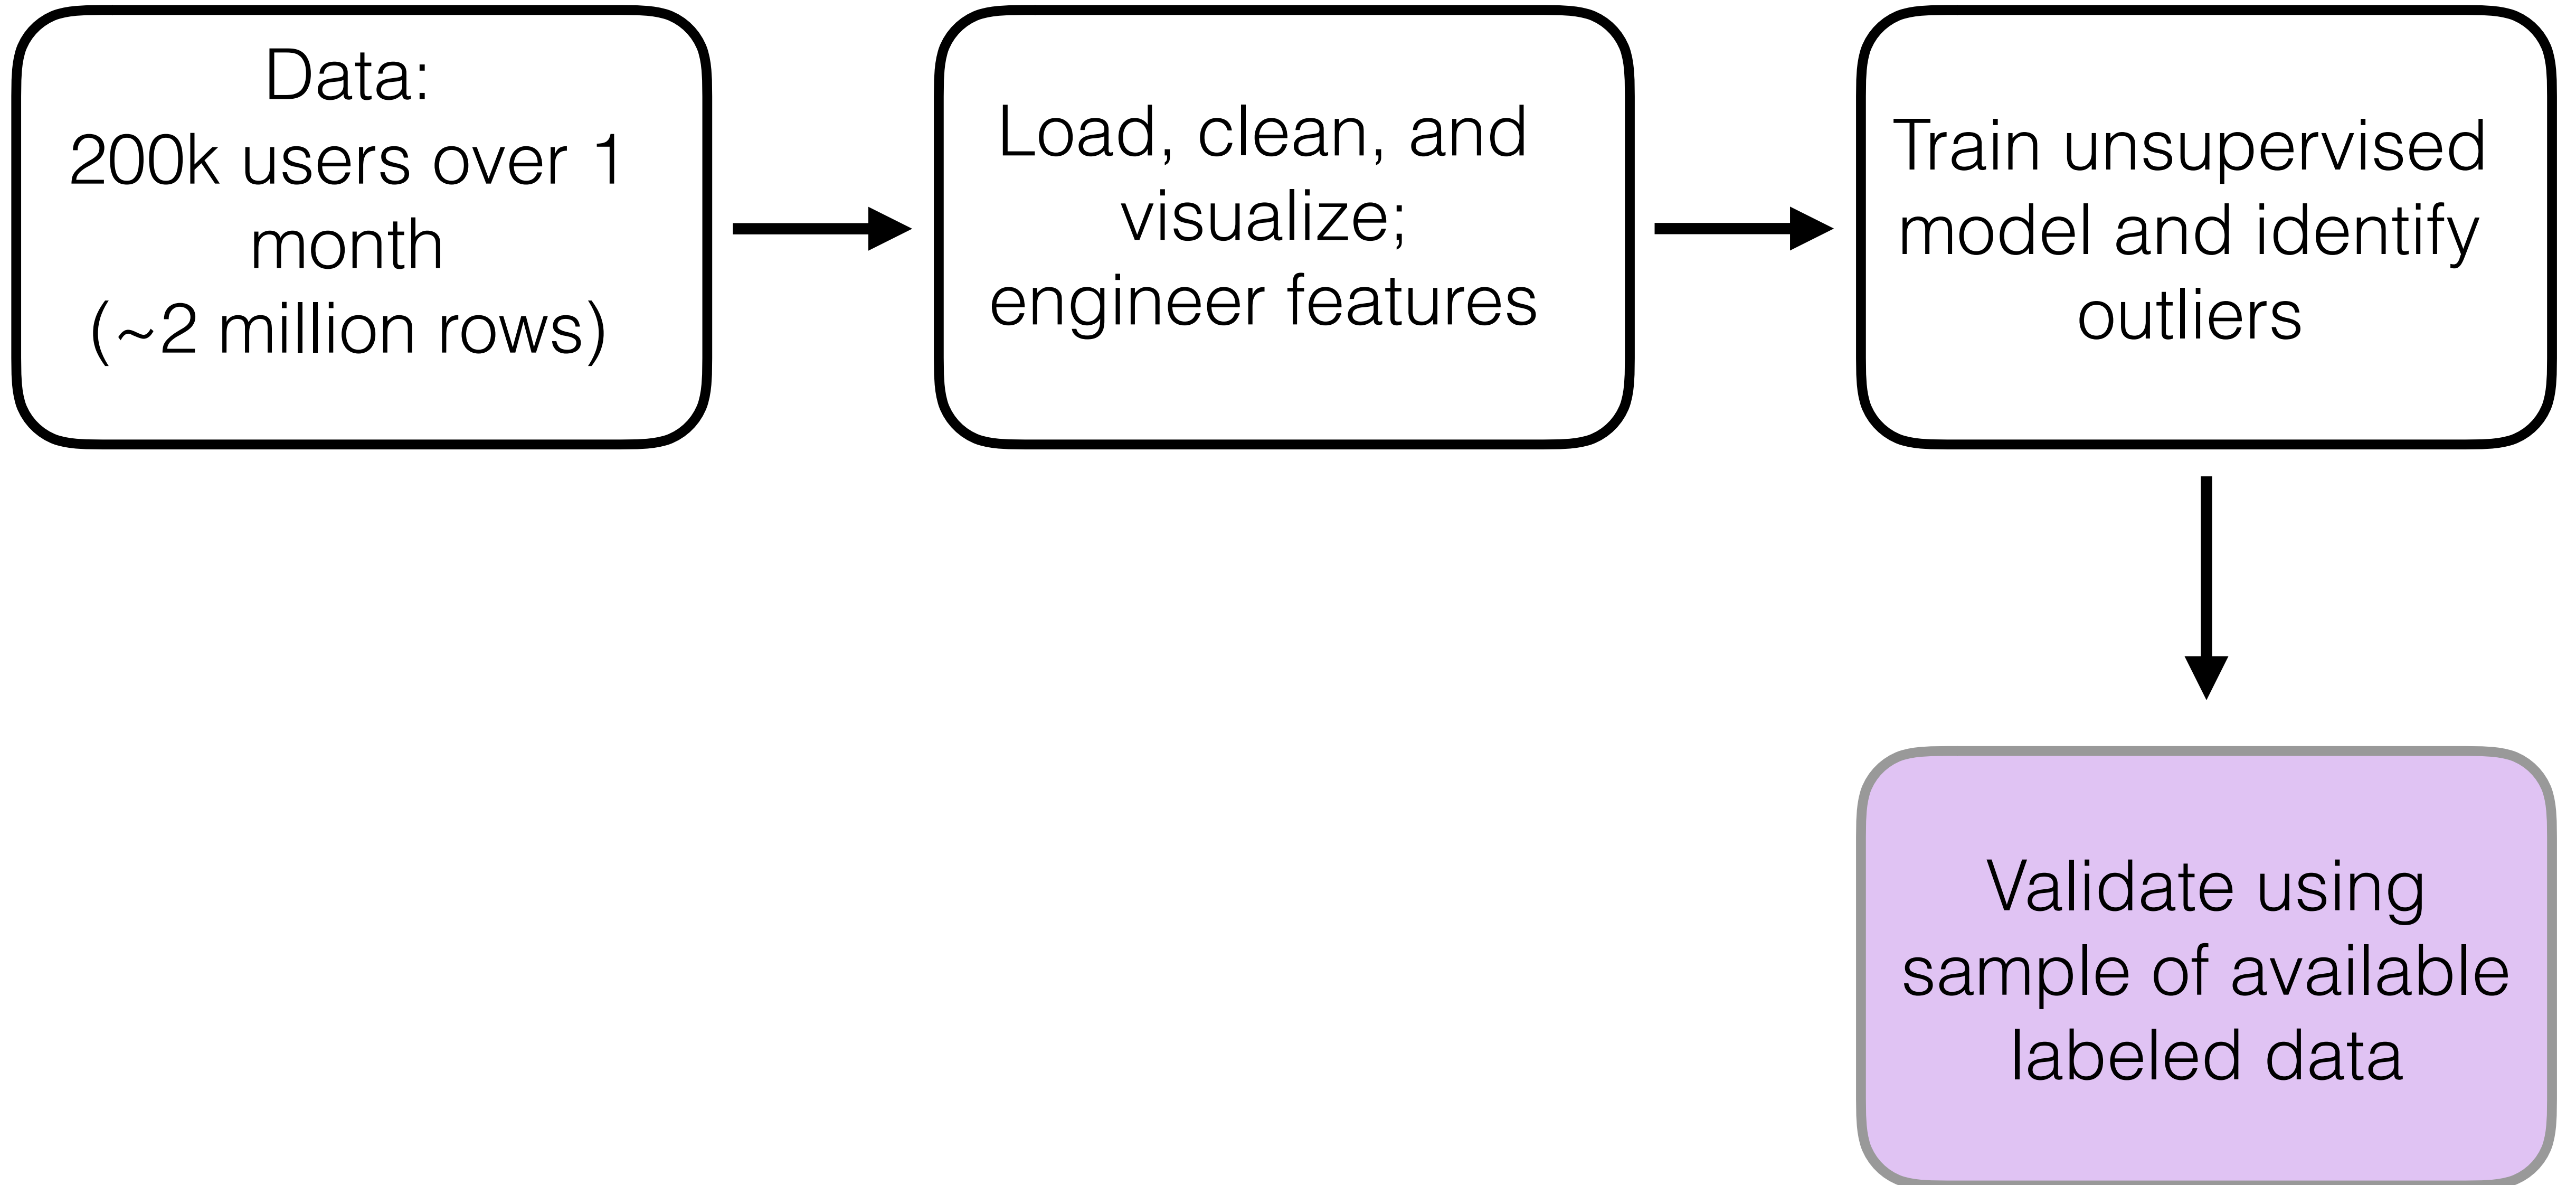 Data:
200k users over 1
month
(~2 million rows)
Load, clean, and
visualize;
engineer features
Train unsupervised
model and identify
outliers
Validate using
sample of available
labeled data